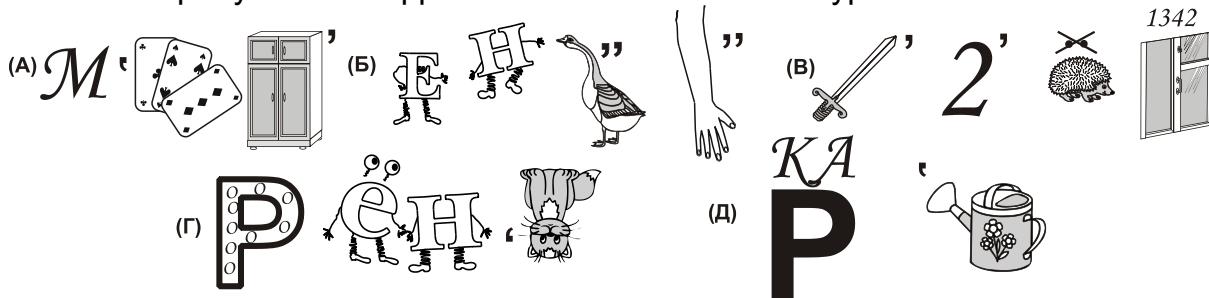 1342
(А) М ‘ ’ (Б) Е Н ’’ ’’ (В) ’ 2’
КА
(Г) Р о о о о о о о о о ё Н ‘ (Д) Р ‘